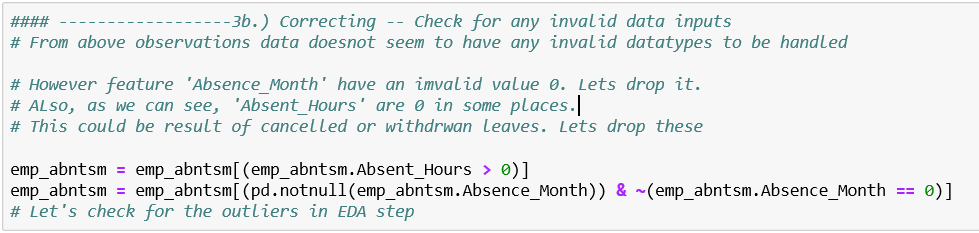 #### ------------------3b.) Correcting -- Check for any invalid data inputs
# From above observations data doesnot seem to have any invalid datatypes to be handled
# However feature 'Absence_Month' have an imvalid value 0. Lets drop it.
# ALso, as we can see, 'Absent_Hours' are 0 in some places.
# This could be result of cancelled or withdrwan leaves. Lets drop these
emp_abntsm = emp_abntsm[(emp_abntsm.Absent_Hours > 0)]
emp_abntsm = emp_abntsm[(pd.notnull(emp_abntsm.Absence_Month)) & ~(emp_abntsm.Absence_Month == 0)]
# Let's check for the outliers in EDA step